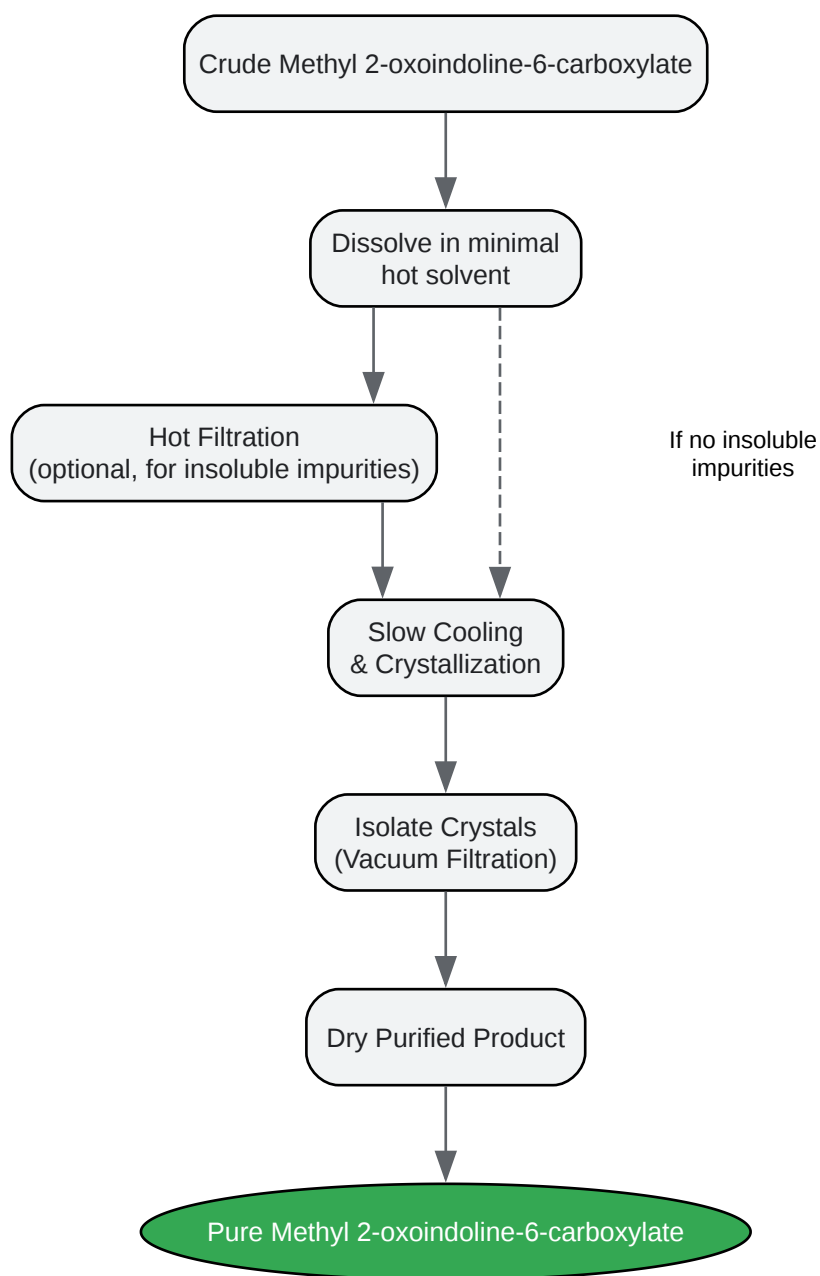 Crude Methyl 2-oxoindoline-6-carboxylate
Dissolve in minimal
hot solvent
Hot Filtration
(optional, for insoluble impurities)
If no insoluble
impurities
Slow Cooling
& Crystallization
Isolate Crystals
(Vacuum Filtration)
Dry Purified Product
Pure Methyl 2-oxoindoline-6-carboxylate